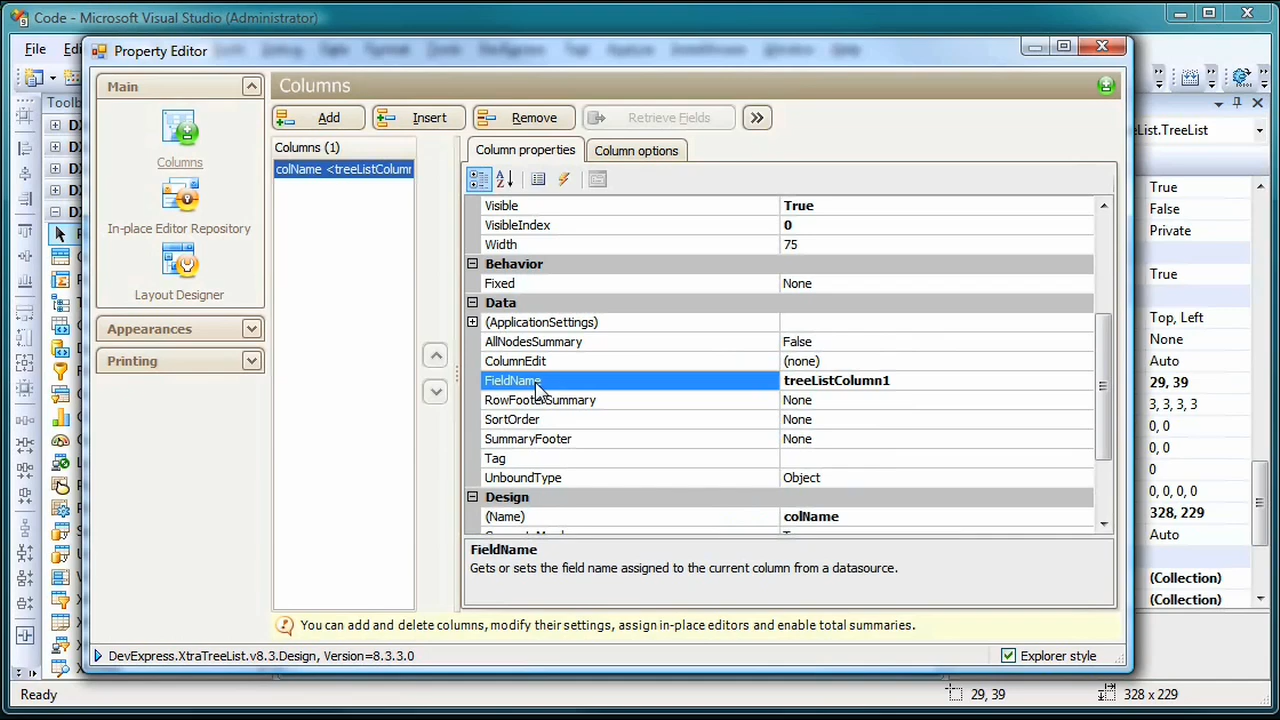 Code - Microsoft Visual Studio (Administrator)
File
Property Editor
Main
Columns
In-place Editor Repository
Layout Designer
Appearances
Printing
Columns
Add
Insert
Remove
Retrieve Fields
Columns (1)
colName <treeListColumn
Column properties
Column options
Visible True
VisibleIndex 0
Width 75
Behavior
Fixed None
Data
(ApplicationSettings)
AllNodesSummary False
ColumnEdit (none)
FieldName treeListColumn1
RowFooterSummary None
SortOrder None
SummaryFooter None
Tag
UnboundType Object
Design
(Name) colName
FieldName
Gets or sets the field name assigned to the current column from a datasource.
You can add and delete columns, modify their settings, assign in-place editors and enable total summaries.
DevExpress.XtraTreeList.v8.3.Design, Version=8.3.3.0
Explorer style
ist.TreeList
True
False
Private
True
Top, Left
None
Auto
29, 39
3, 3, 3, 3
0, 0
0, 0
0
0, 0, 0, 0
328, 229
Auto
(Collection)
(Collection)
Ready
29, 39
328 x 229